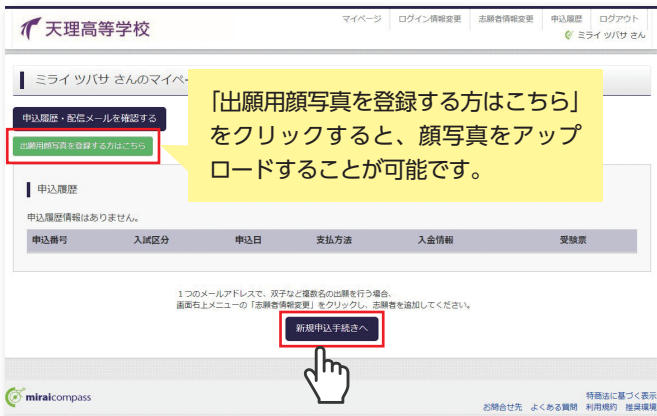 天理高等学校
マイページ ログイン情報変更 志願者情報変更 申込履歴 ログアウト
ミライ ツバサ さん
ミライ ツバサ さんのマイペ
申込履歴・配信メールを確認する
出願用顔写真を登録する方はこちら
「出願用顔写真を登録する方はこちら」
をクリックすると、顔写真をアップ
ロードすることが可能です。
申込履歴
申込履歴情報はありません。
申込番号 入試区分 申込日 支払方法 入金情報 受験票
1つのメールアドレスで、双子など複数名の出願を行う場合、
画面右上メニューの「志願者情報変更」をクリックし、志願者を追加してください。
新規申込手続きへ
miraicompass
特商法に基づく表示
お問合せ先 よくある質問 利用規約 推奨環境